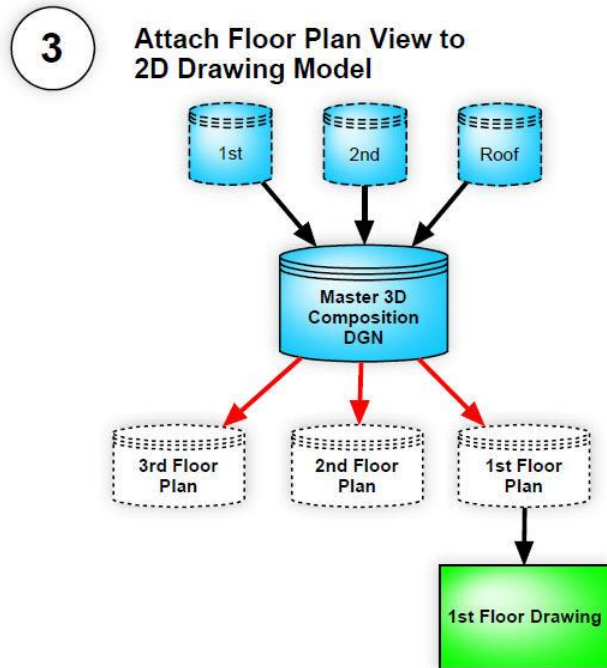 3
Attach Floor Plan View to
2D Drawing Model
1st
2nd
Roof
Master 3D
Composition
DGN
3rd Floor
Plan
2nd Floor
Plan
1st Floor
Plan
1st Floor Drawing